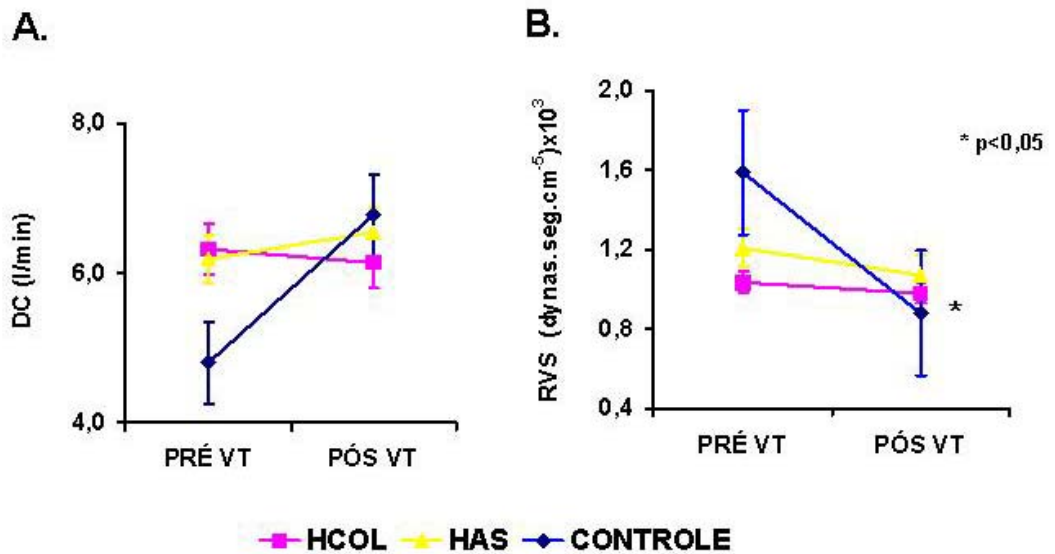 A.
DC (l/min)
8,0
6,0
4,0
PRÉ VT PÓS VT
B.
RVS (dynas.seg.cm-5)x10³
2,0
1,6
1,2
0,8
0,4
* p<0,05
*
PRÉ VT PÓS VT
HCOL HAS CONTROLE